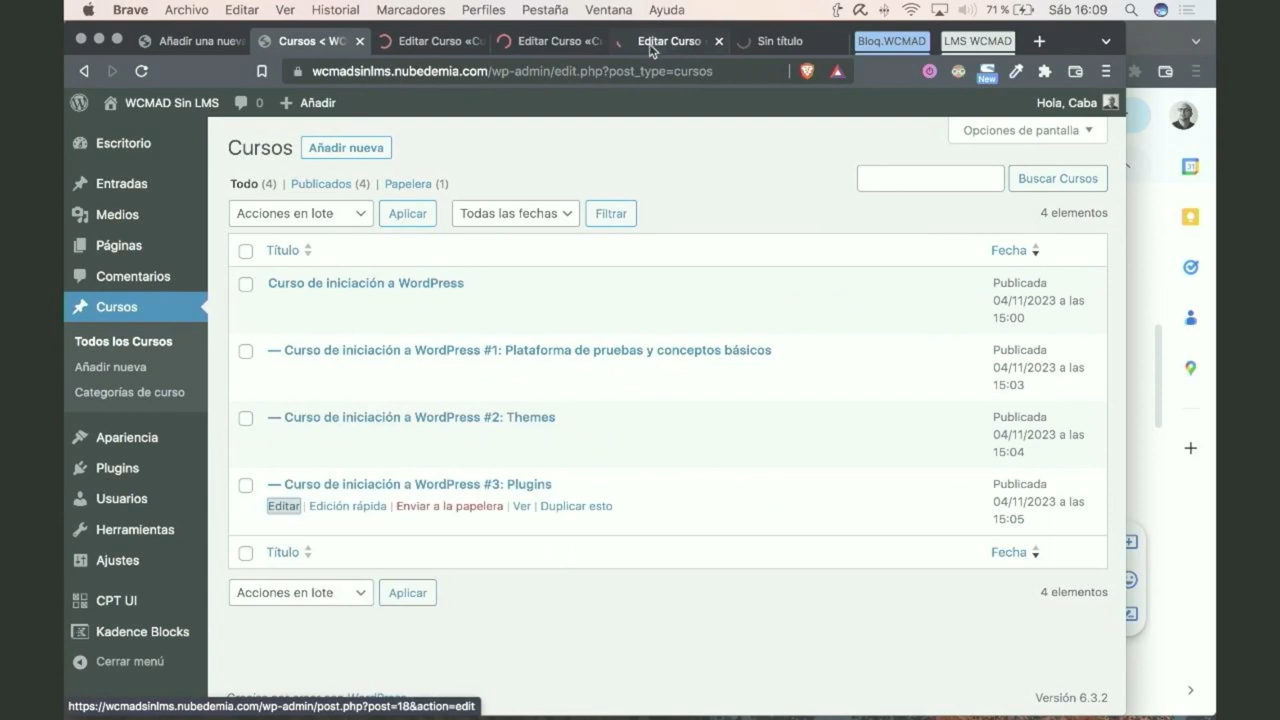 Brave Archivo Editar Ver Historial Marcadores Perfiles Pestaña Ventana Ayuda 71 % Sáb 16:09
Añadir una nueva Cursos < WC Editar Curso «Cu Editar Curso «Cu Editar Curso Sin título Bloq.WCMAD LMS WCMAD
wcmadsinlms.nubedemia.com/wp-admin/edit.php?post_type=cursos New
WCMAD Sin LMS 0 Añadir Hola, Caba
Opciones de pantalla
Escritorio
Entradas
Medios
Páginas
Comentarios
Cursos
Todos los Cursos
Añadir nueva
Categorías de curso
Apariencia
Plugins
Usuarios
Herramientas
Ajustes
CPT UI
Kadence Blocks
Cerrar menú
Cursos Añadir nueva
Todo (4) | Publicados (4) | Papelera (1)
Buscar Cursos
Acciones en lote Aplicar Todas las fechas Filtrar 4 elementos
Título Fecha
Curso de iniciación a WordPress
Publicada
04/11/2023 a las
15:00
— Curso de iniciación a WordPress #1: Plataforma de pruebas y conceptos básicos
Publicada
04/11/2023 a las
15:03
— Curso de iniciación a WordPress #2: Themes
Publicada
04/11/2023 a las
15:04
— Curso de iniciación a WordPress #3: Plugins
Editar | Edición rápida | Enviar a la papelera | Ver | Duplicar esto
Publicada
04/11/2023 a las
15:05
Título Fecha
Acciones en lote Aplicar 4 elementos
Versión 6.3.2
https://wcmadsinlms.nubedemia.com/wp-admin/post.php?post=18&action=edit